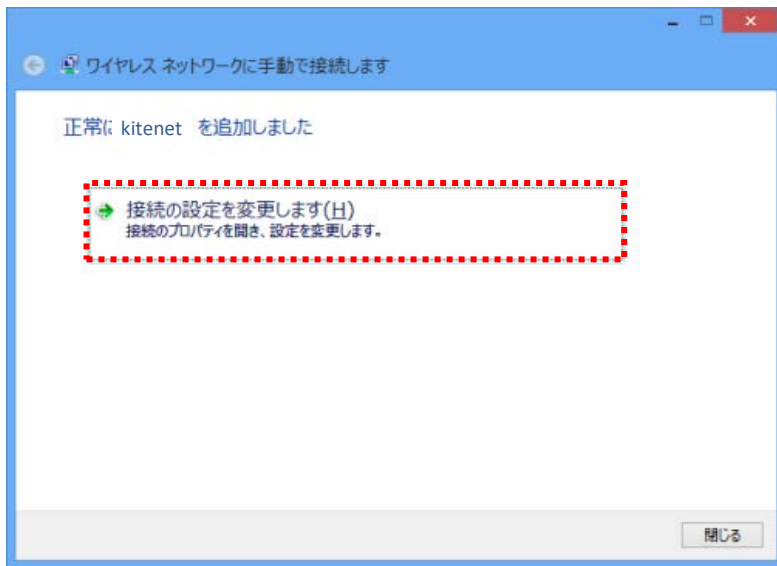 ワイヤレス ネットワークに手動で接続します
正常に kitenet を追加しました
接続の設定を変更します(H)
接続のプロパティを開き、設定を変更します。
閉じる